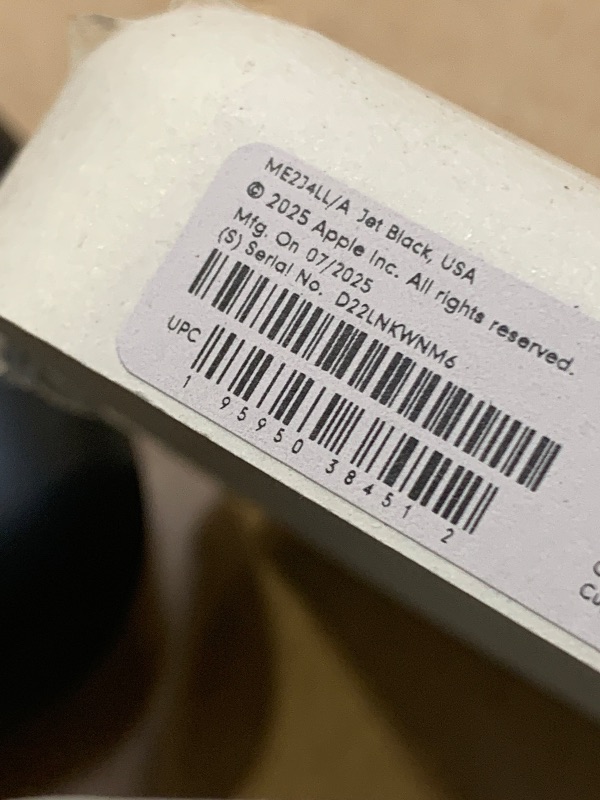 ME2J4LL/A Jet Black, USA
© 2025 Apple Inc. All rights reserved.
Mfg. On 07/2025
(S) Serial No. D22LNKWNM6
UPC
1 95950 38451 2